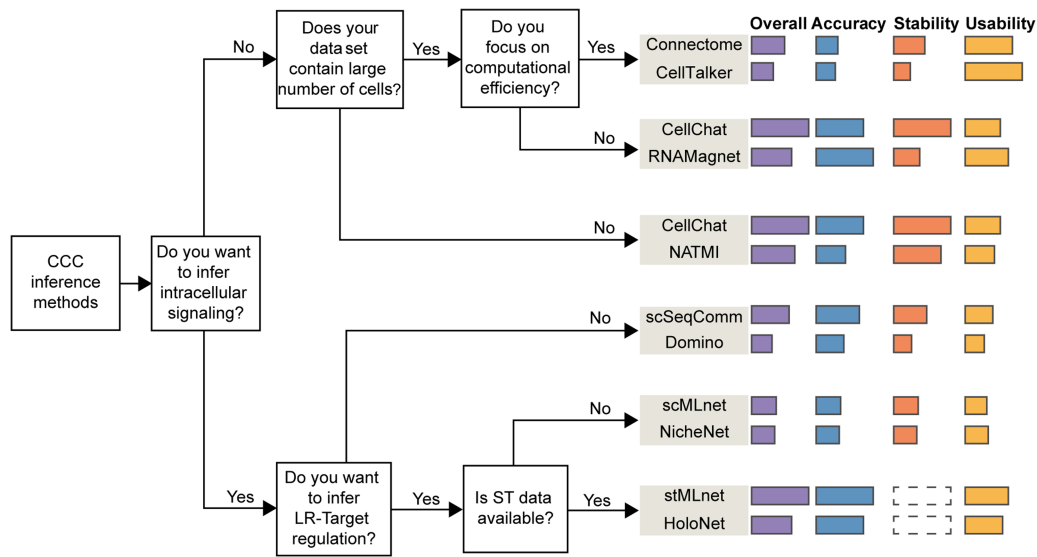 Overall Accuracy Stability Usability
Does your
data set
contain large
number of cells?
Do you
focus on
computational
efficiency?
No
Yes
Yes
Connectome
CellTalker
No
CellChat
RNAMagnet
No
CellChat
NATMI
CCC
inference
methods
Do you want
to infer
intracellular
signaling?
No
scSeqComm
Domino
No
scMLnet
NicheNet
Yes
Do you want
to infer
LR-Target
regulation?
Yes
Is ST data
available?
Yes
stMLnet
HoloNet